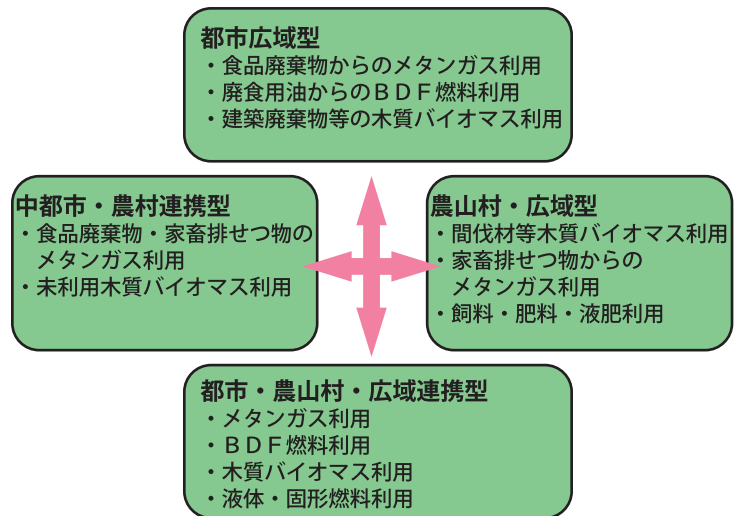 都市広域型
・食品廃棄物からのメタンガス利用
・廃食用油からのＢＤＦ燃料利用
・建築廃棄物等の木質バイオマス利用
中都市・農村連携型
・食品廃棄物・家畜排せつ物の
メタンガス利用
・未利用木質バイオマス利用
農山村・広域型
・間伐材等木質バイオマス利用
・家畜排せつ物からの
メタンガス利用
・飼料・肥料・液肥利用
都市・農山村・広域連携型
・メタンガス利用
・ＢＤＦ燃料利用
・木質バイオマス利用
・液体・固形燃料利用